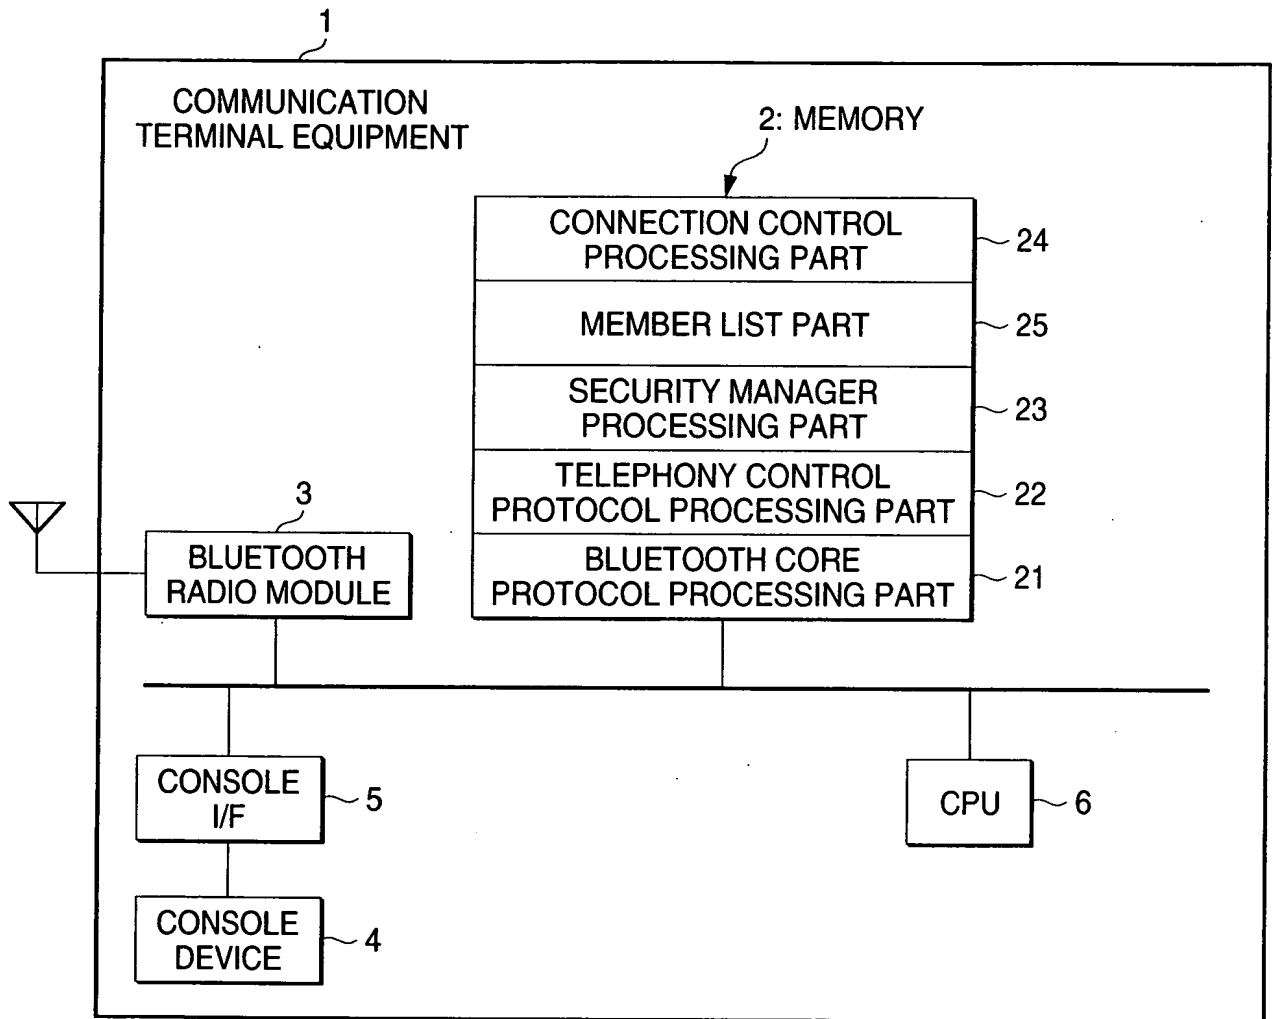 1
COMMUNICATION
TERMINAL EQUIPMENT
2: MEMORY
CONNECTION CONTROL
PROCESSING PART
24
MEMBER LIST PART
25
SECURITY MANAGER
PROCESSING PART
23
TELEPHONY CONTROL
PROTOCOL PROCESSING PART
22
BLUETOOTH CORE
PROTOCOL PROCESSING PART
21
3
BLUETOOTH
RADIO MODULE
CONSOLE
I/F
5
CPU
6
CONSOLE
DEVICE
4